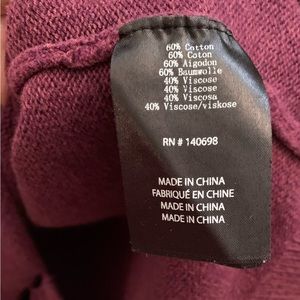 60% Cotton
60% Coton
60% Algodon
60% Baumwolle
40% Viscose
40% Viscose
40% Viscosa
40% Viscose/viskose
RN # 140698
MADE IN CHINA
FABRIQUÉ EN CHINE
MADE IN CHINA
MADE IN CHINA